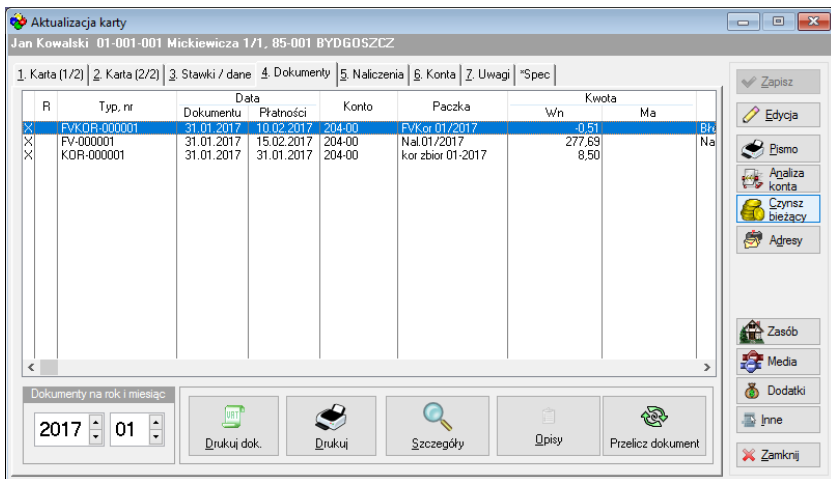 Aktualizacja karty
Jan Kowalski 01-001-001 Mickiewicza 1/1, 85-001 BYDGOSZCZ
1. Karta (1/2) 2. Karta (2/2) 3. Stawki / dane 4. Dokumenty 5. Naliczenia 6. Konta 7. Uwagi *Spec
R Typ, nr Data Konto Paczka Kwota
Dokumentu Płatności Wn Ma
X FVKOR-000001 31.01.2017 10.02.2017 204-00 FVKor 01/2017 -0,51 Błę
X FV-000001 31.01.2017 15.02.2017 204-00 Nal.01/2017 277,69 Na
X KOR-000001 31.01.2017 31.01.2017 204-00 kor zbior 01-2017 8,50
Dokumenty na rok i miesiąc
2017 01
VAT
Drukuj dok.
Drukuj
Szczegóły
Opisy
Przelicz dokument
Zapisz
Edycja
Pismo
Analiza
konta
Czynsz
bieżący
Adresy
Zasób
Media
Dodatki
Inne
Zamknij